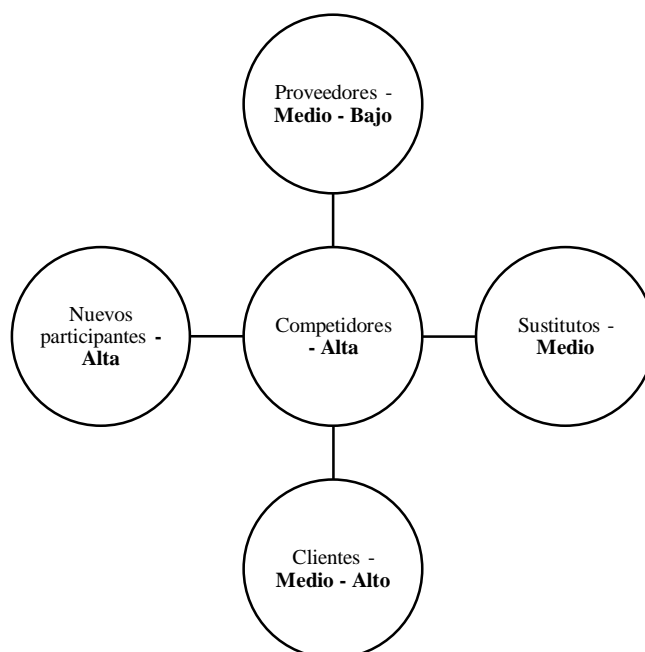 Proveedores -
Medio - Bajo
Nuevos
participantes -
Alta
Competidores
- Alta
Sustitutos -
Medio
Clientes -
Medio - Alto